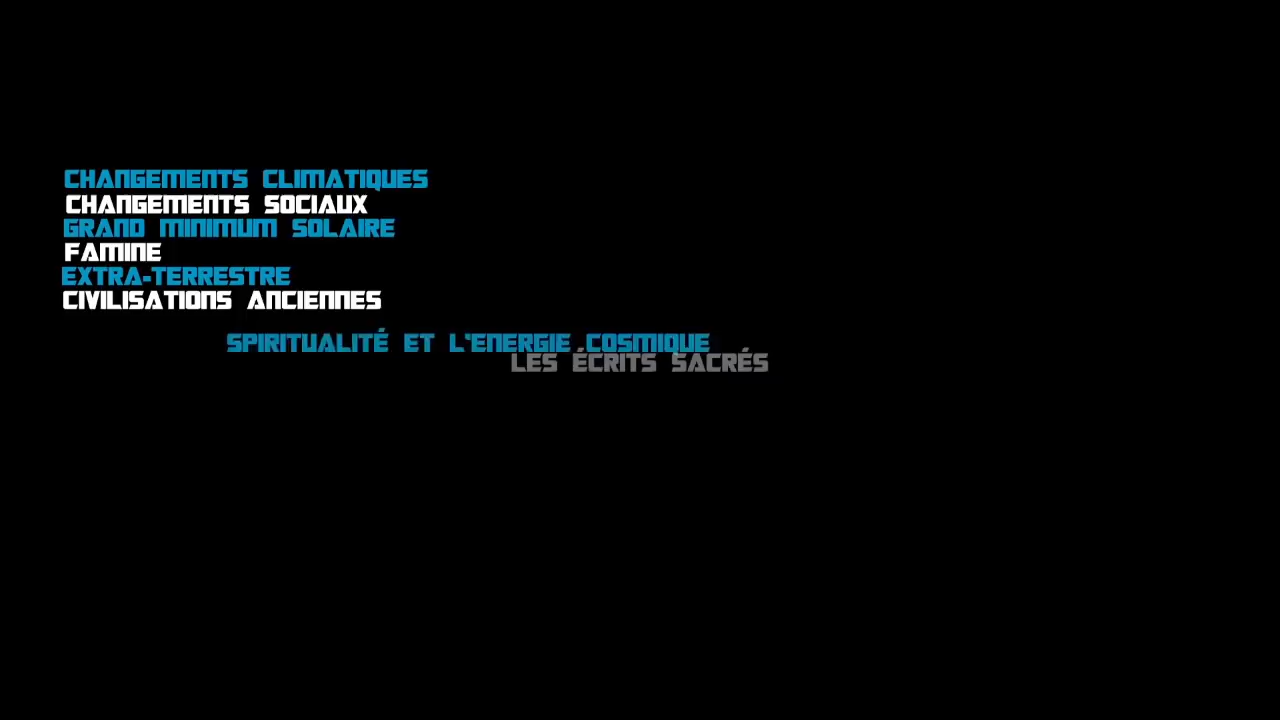 CHANGEMENTS CLIMATIQUES
CHANGEMENTS SOCIAUX
GRAND MINIMUM SOLAIRE
FAMINE
EXTRA-TERRESTRE
CIVILISATIONS ANCIENNES
SPIRITUALITÉ ET L'ENERGIE COSMIQUE
LES ÉCRITS SACRÉS